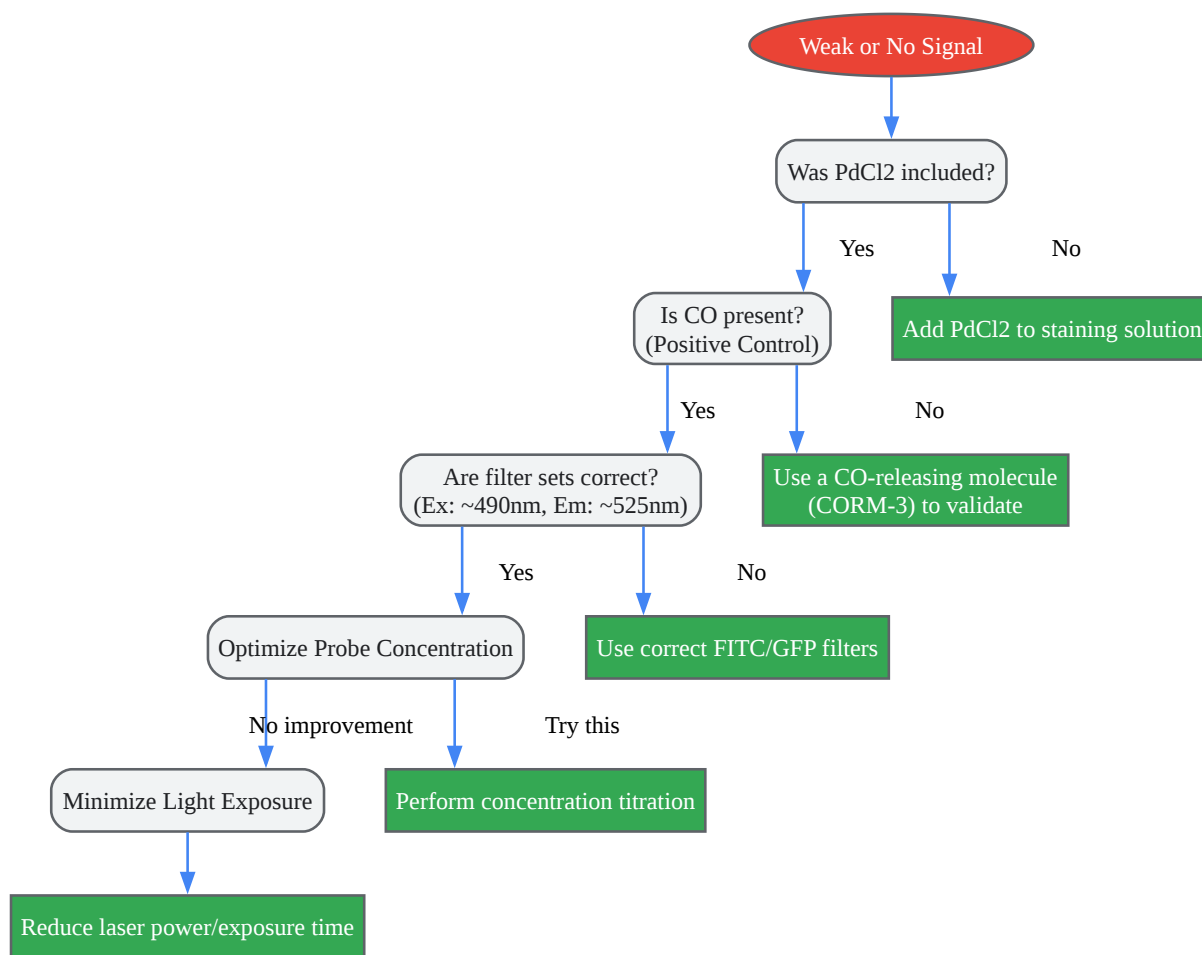 Weak or No Signal
Was PdCl2 included?
Yes
No
Is CO present?
(Positive Control)
Add PdCl2 to staining solution
Yes
No
Are filter sets correct?
(Ex: ~490nm, Em: ~525nm)
Use a CO-releasing molecule
(CORM-3) to validate
Yes
No
Optimize Probe Concentration
Use correct FITC/GFP filters
No improvement
Try this
Minimize Light Exposure
Perform concentration titration
Reduce laser power/exposure time